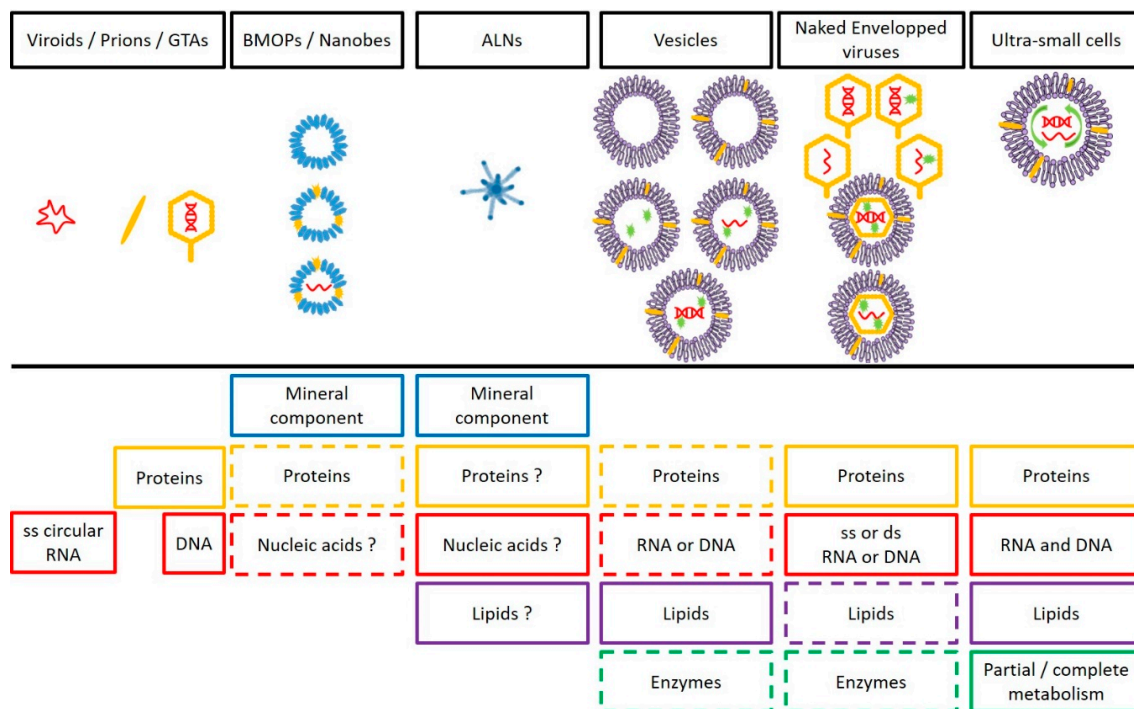 Viroids / Prions / GTAs
BMOPs / Nanobes
ALNs
Vesicles
Naked Envelopped
viruses
Ultra-small cells
Mineral
component
Mineral
component
Proteins
Proteins
Proteins ?
Proteins
Proteins
Proteins
ss circular
RNA
DNA
Nucleic acids ?
Nucleic acids ?
RNA or DNA
ss or ds
RNA or DNA
RNA and DNA
Lipids ?
Lipids
Lipids
Lipids
Enzymes
Enzymes
Partial / complete
metabolism